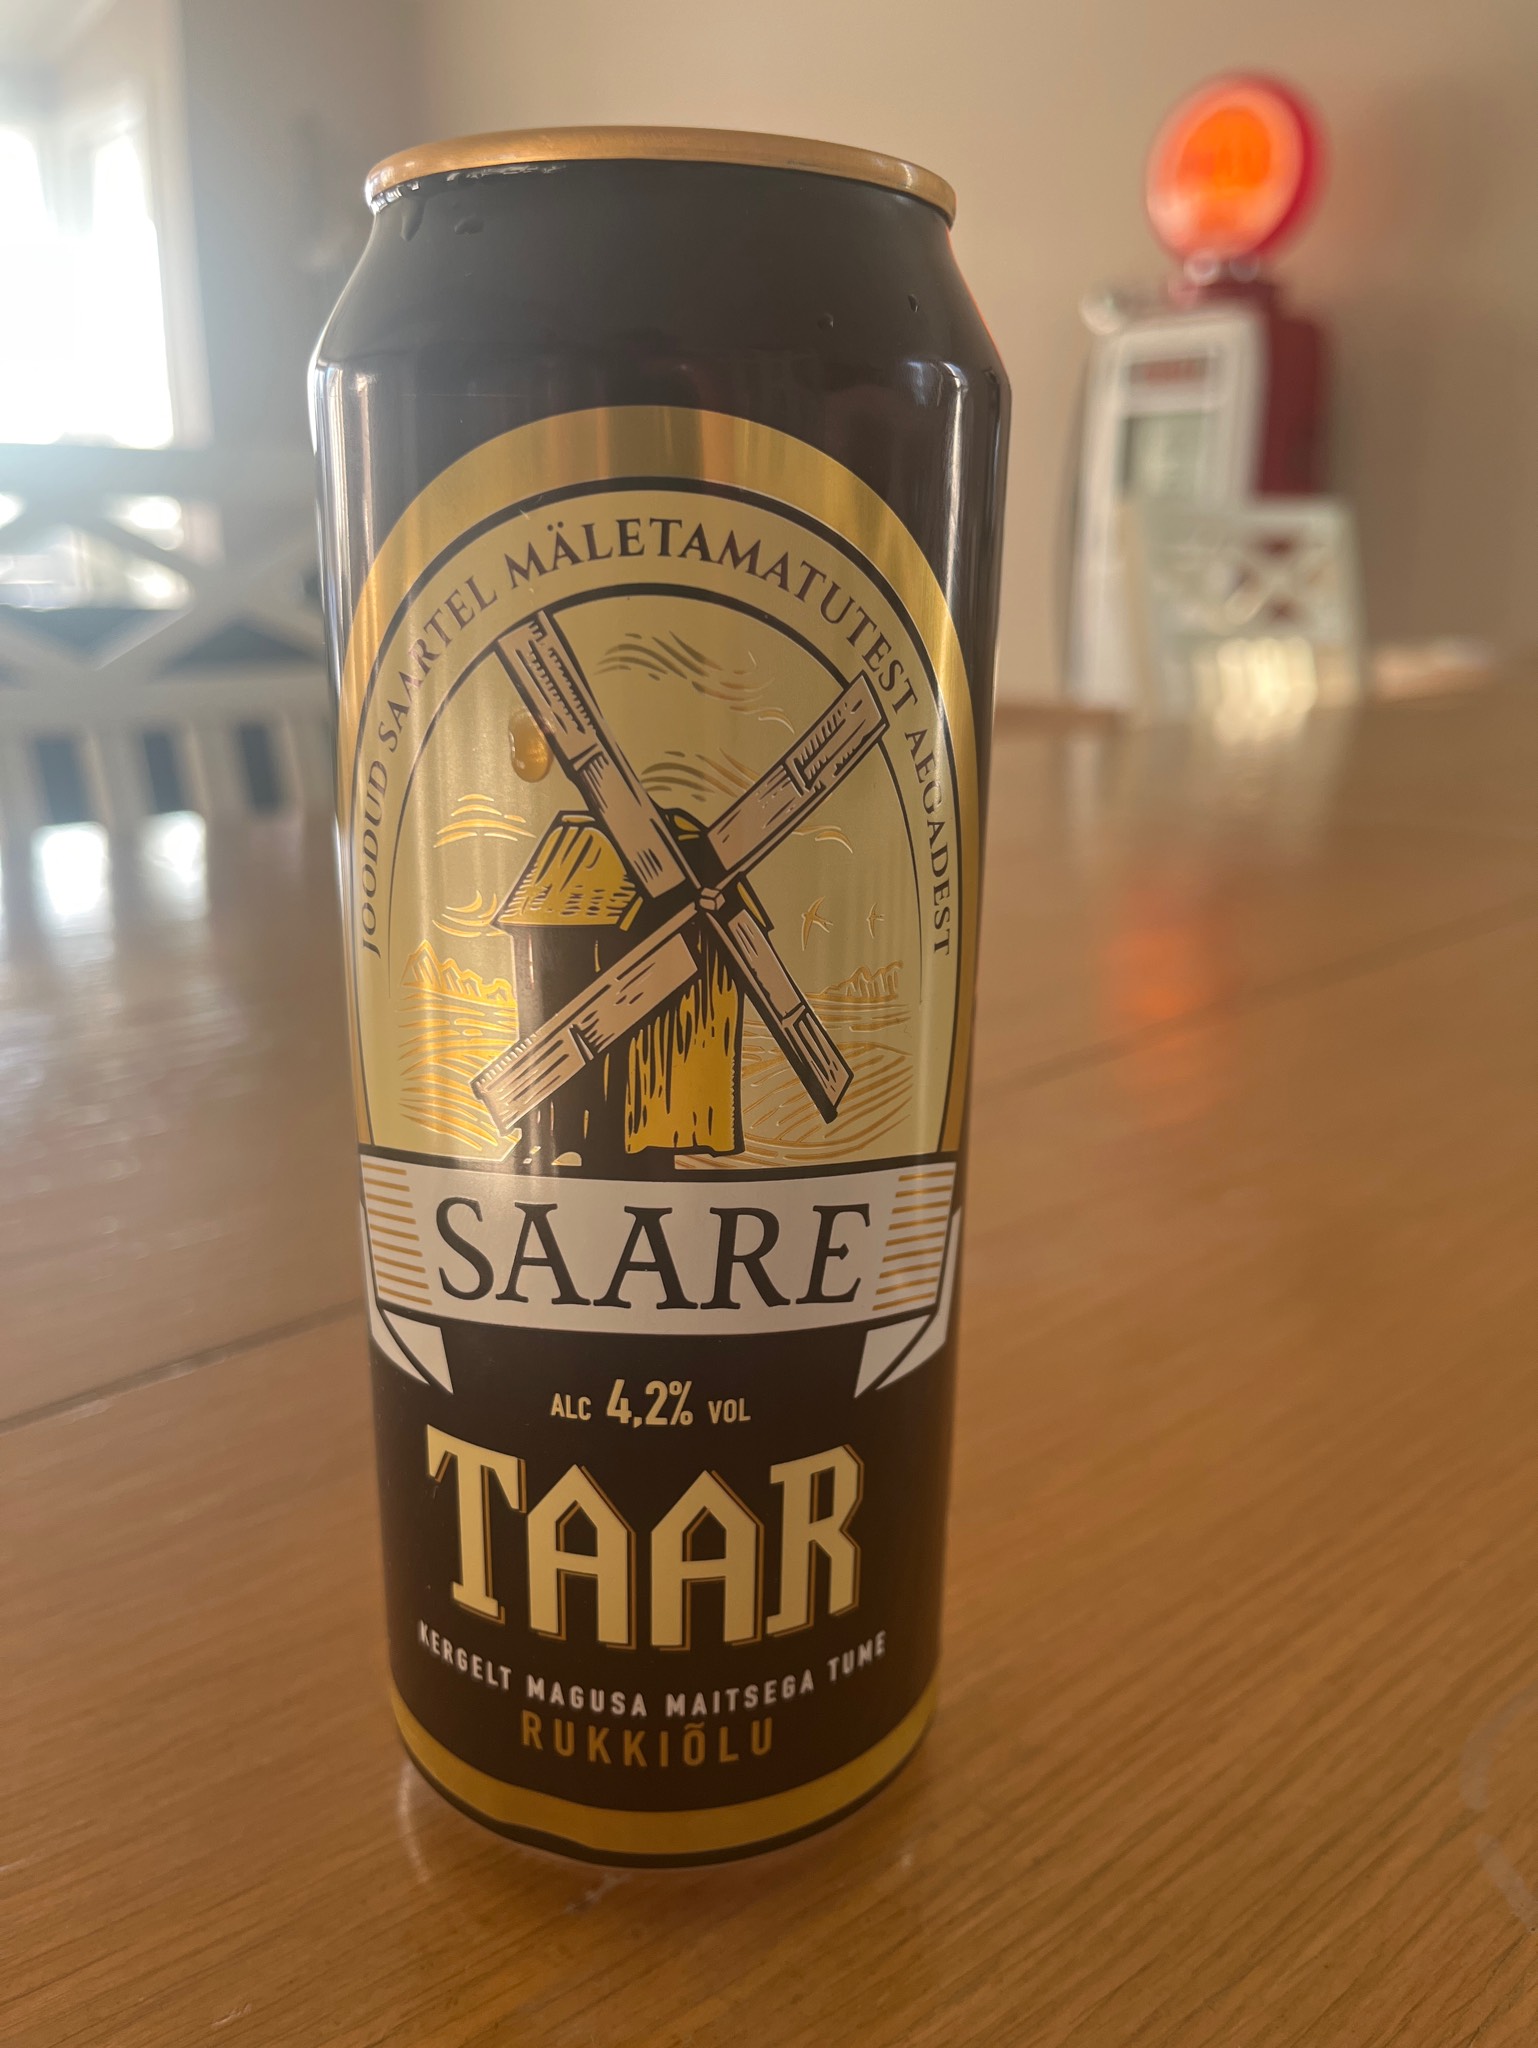 JOODUD SAARTEL MÄLETAMATUTEST AEGADEST
SAARE
ALC 4,2% VOL
TAAR
KERGELT MAGUSA MAITSEGA TUME
RUKKIÕLU